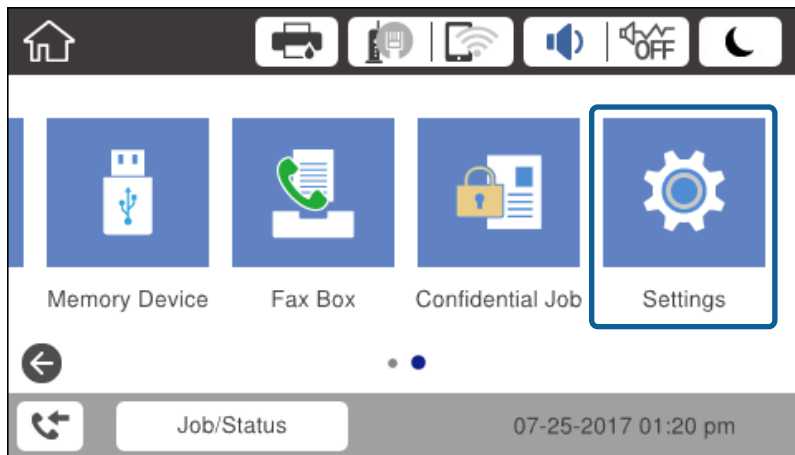 OFF
Memory Device
Fax Box
Confidential Job
Settings
Job/Status
07-25-2017 01:20 pm